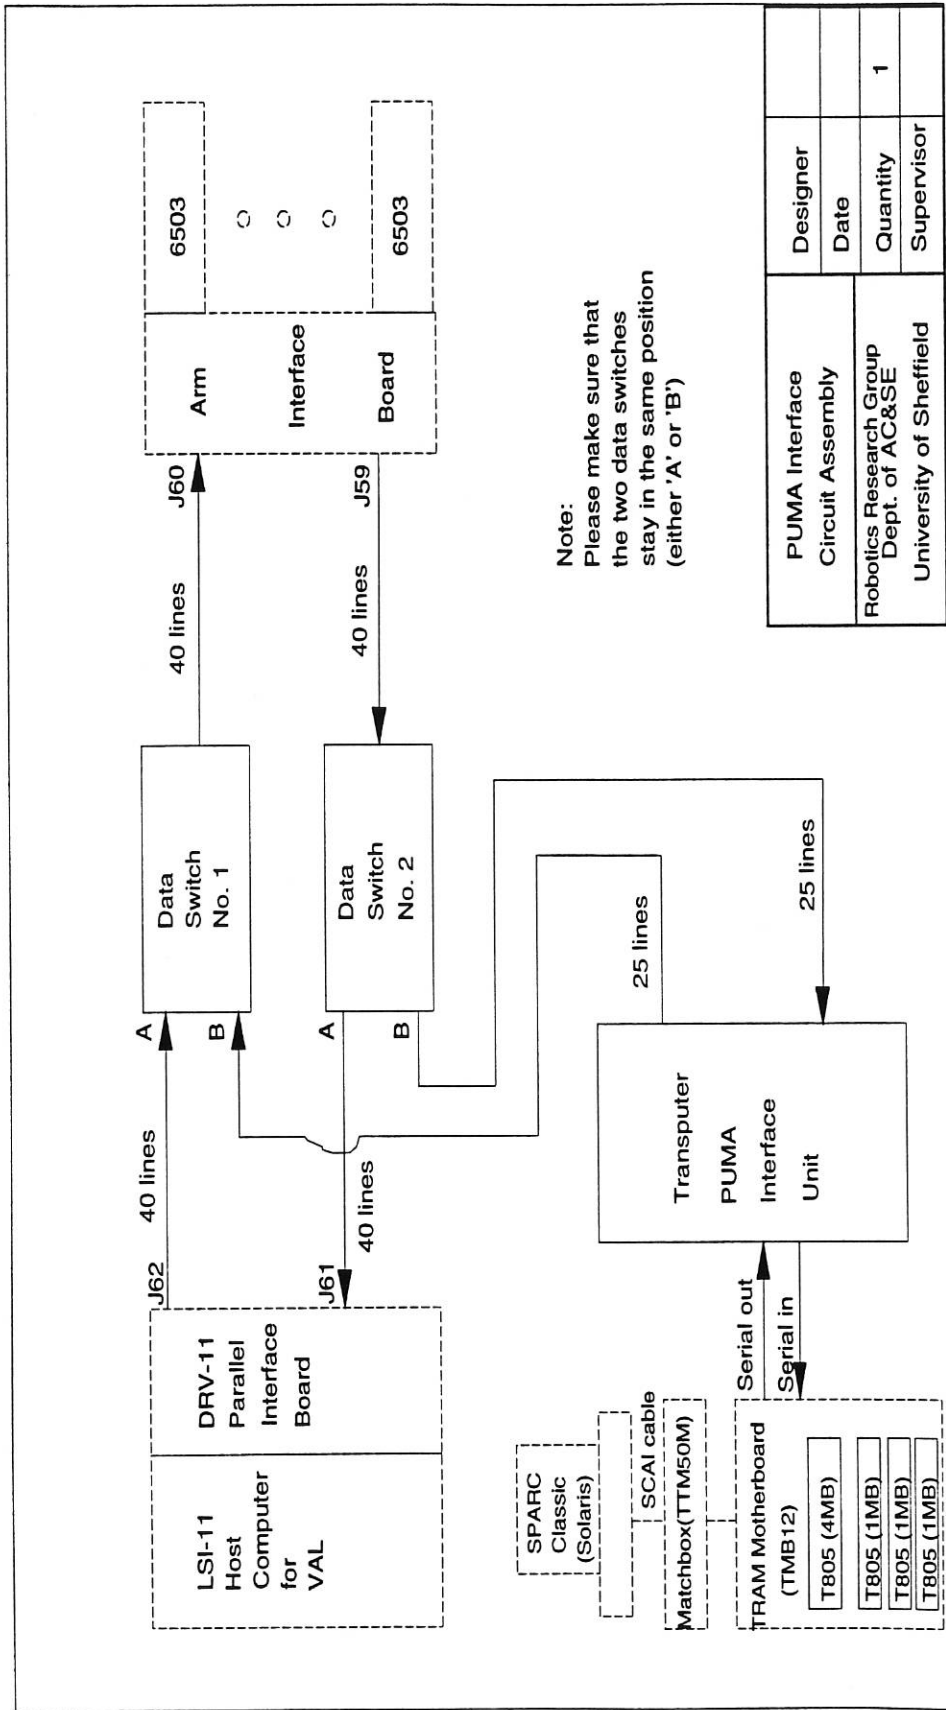 LSI-11
Host
Computer
for
VAL
DRV-11
Parallel
Interface
Board
J62
J61
40 lines
40 lines
A
B
A
B
Data
Switch
No. 1
Data
Switch
No. 2
40 lines
40 lines
J60
J59
Arm
Interface
Board
6503
6503
SPARC
Classic
(Solaris)
SCAI cable
Matchbox(TTM50M)
TRAM Motherboard
(TMB12)
T805 (4MB)
T805 (1MB)
T805 (1MB)
T805 (1MB)
Serial out
Serial in
Transputer
PUMA
Interface
Unit
25 lines
25 lines
Note:
Please make sure that
the two data switches
stay in the same position
(either 'A' or 'B')
PUMA Interface
Circuit Assembly
Robotics Research Group
Dept. of AC&SE
University of Sheffield
Designer
Date
Quantity 1
Supervisor